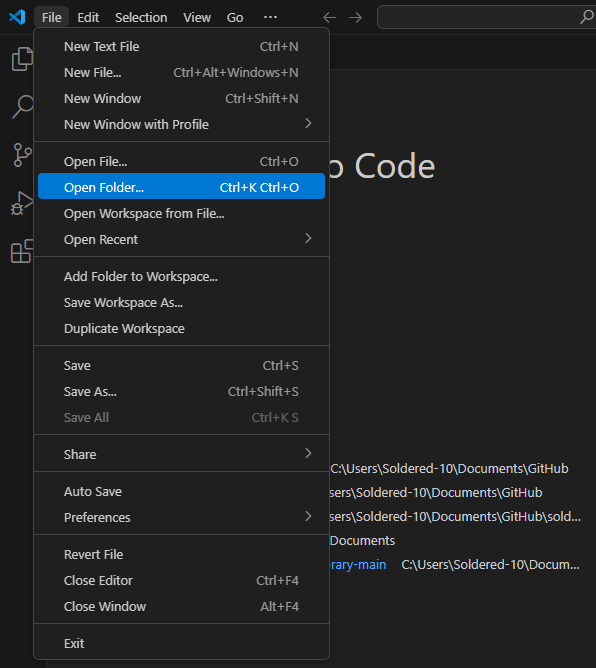 File Edit Selection View Go ...
New Text File Ctrl+N
New File... Ctrl+Alt+Windows+N
New Window Ctrl+Shift+N
New Window with Profile
Open File... Ctrl+O
o Code
Open Folder... Ctrl+K Ctrl+O
Open Workspace from File...
Open Recent
Add Folder to Workspace...
Save Workspace As...
Duplicate Workspace
Save Ctrl+S
Save As... Ctrl+Shift+S
Save All Ctrl+K S
Share
C:\Users\Soldered-10\Documents\GitHub
Auto Save
sers\Soldered-10\Documents\GitHub
Preferences
sers\Soldered-10\Documents\GitHub\sold...
Documents
Revert File
rary-main C:\Users\Soldered-10\Docum...
Close Editor Ctrl+F4
Close Window Alt+F4
Exit